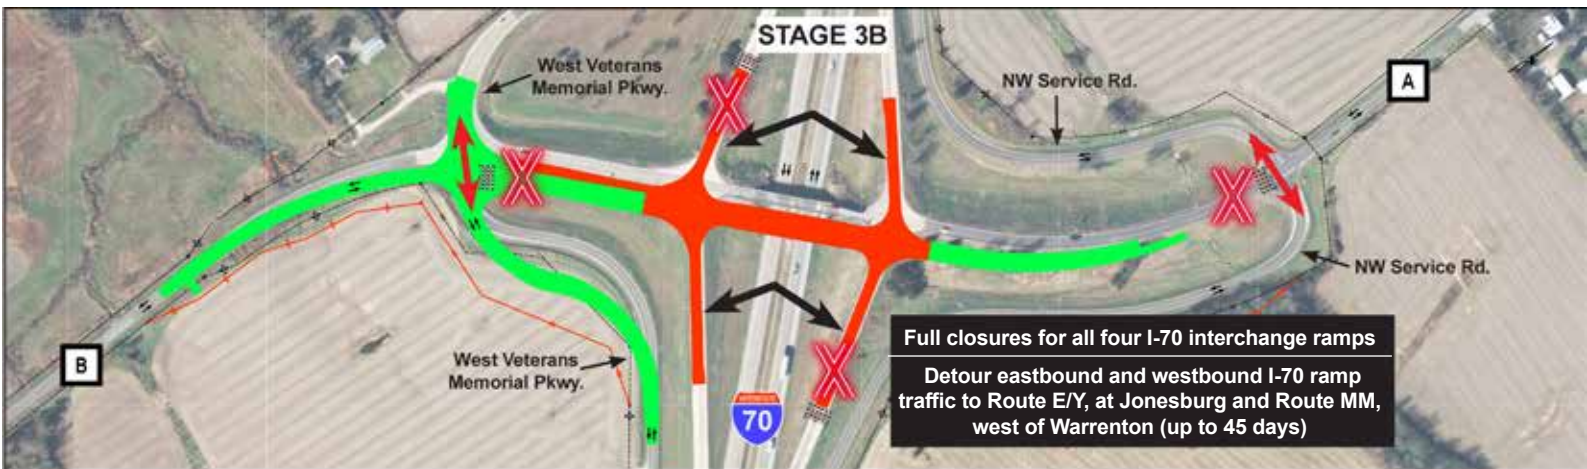 STAGE 3B
West Veterans
Memorial Pkwy.
NW Service Rd.
A
NW Service Rd.
B
West Veterans
Memorial Pkwy.
70
Full closures for all four I-70 interchange ramps
Detour eastbound and westbound I-70 ramp
traffic to Route E/Y, at Jonesburg and Route MM,
west of Warrenton (up to 45 days)